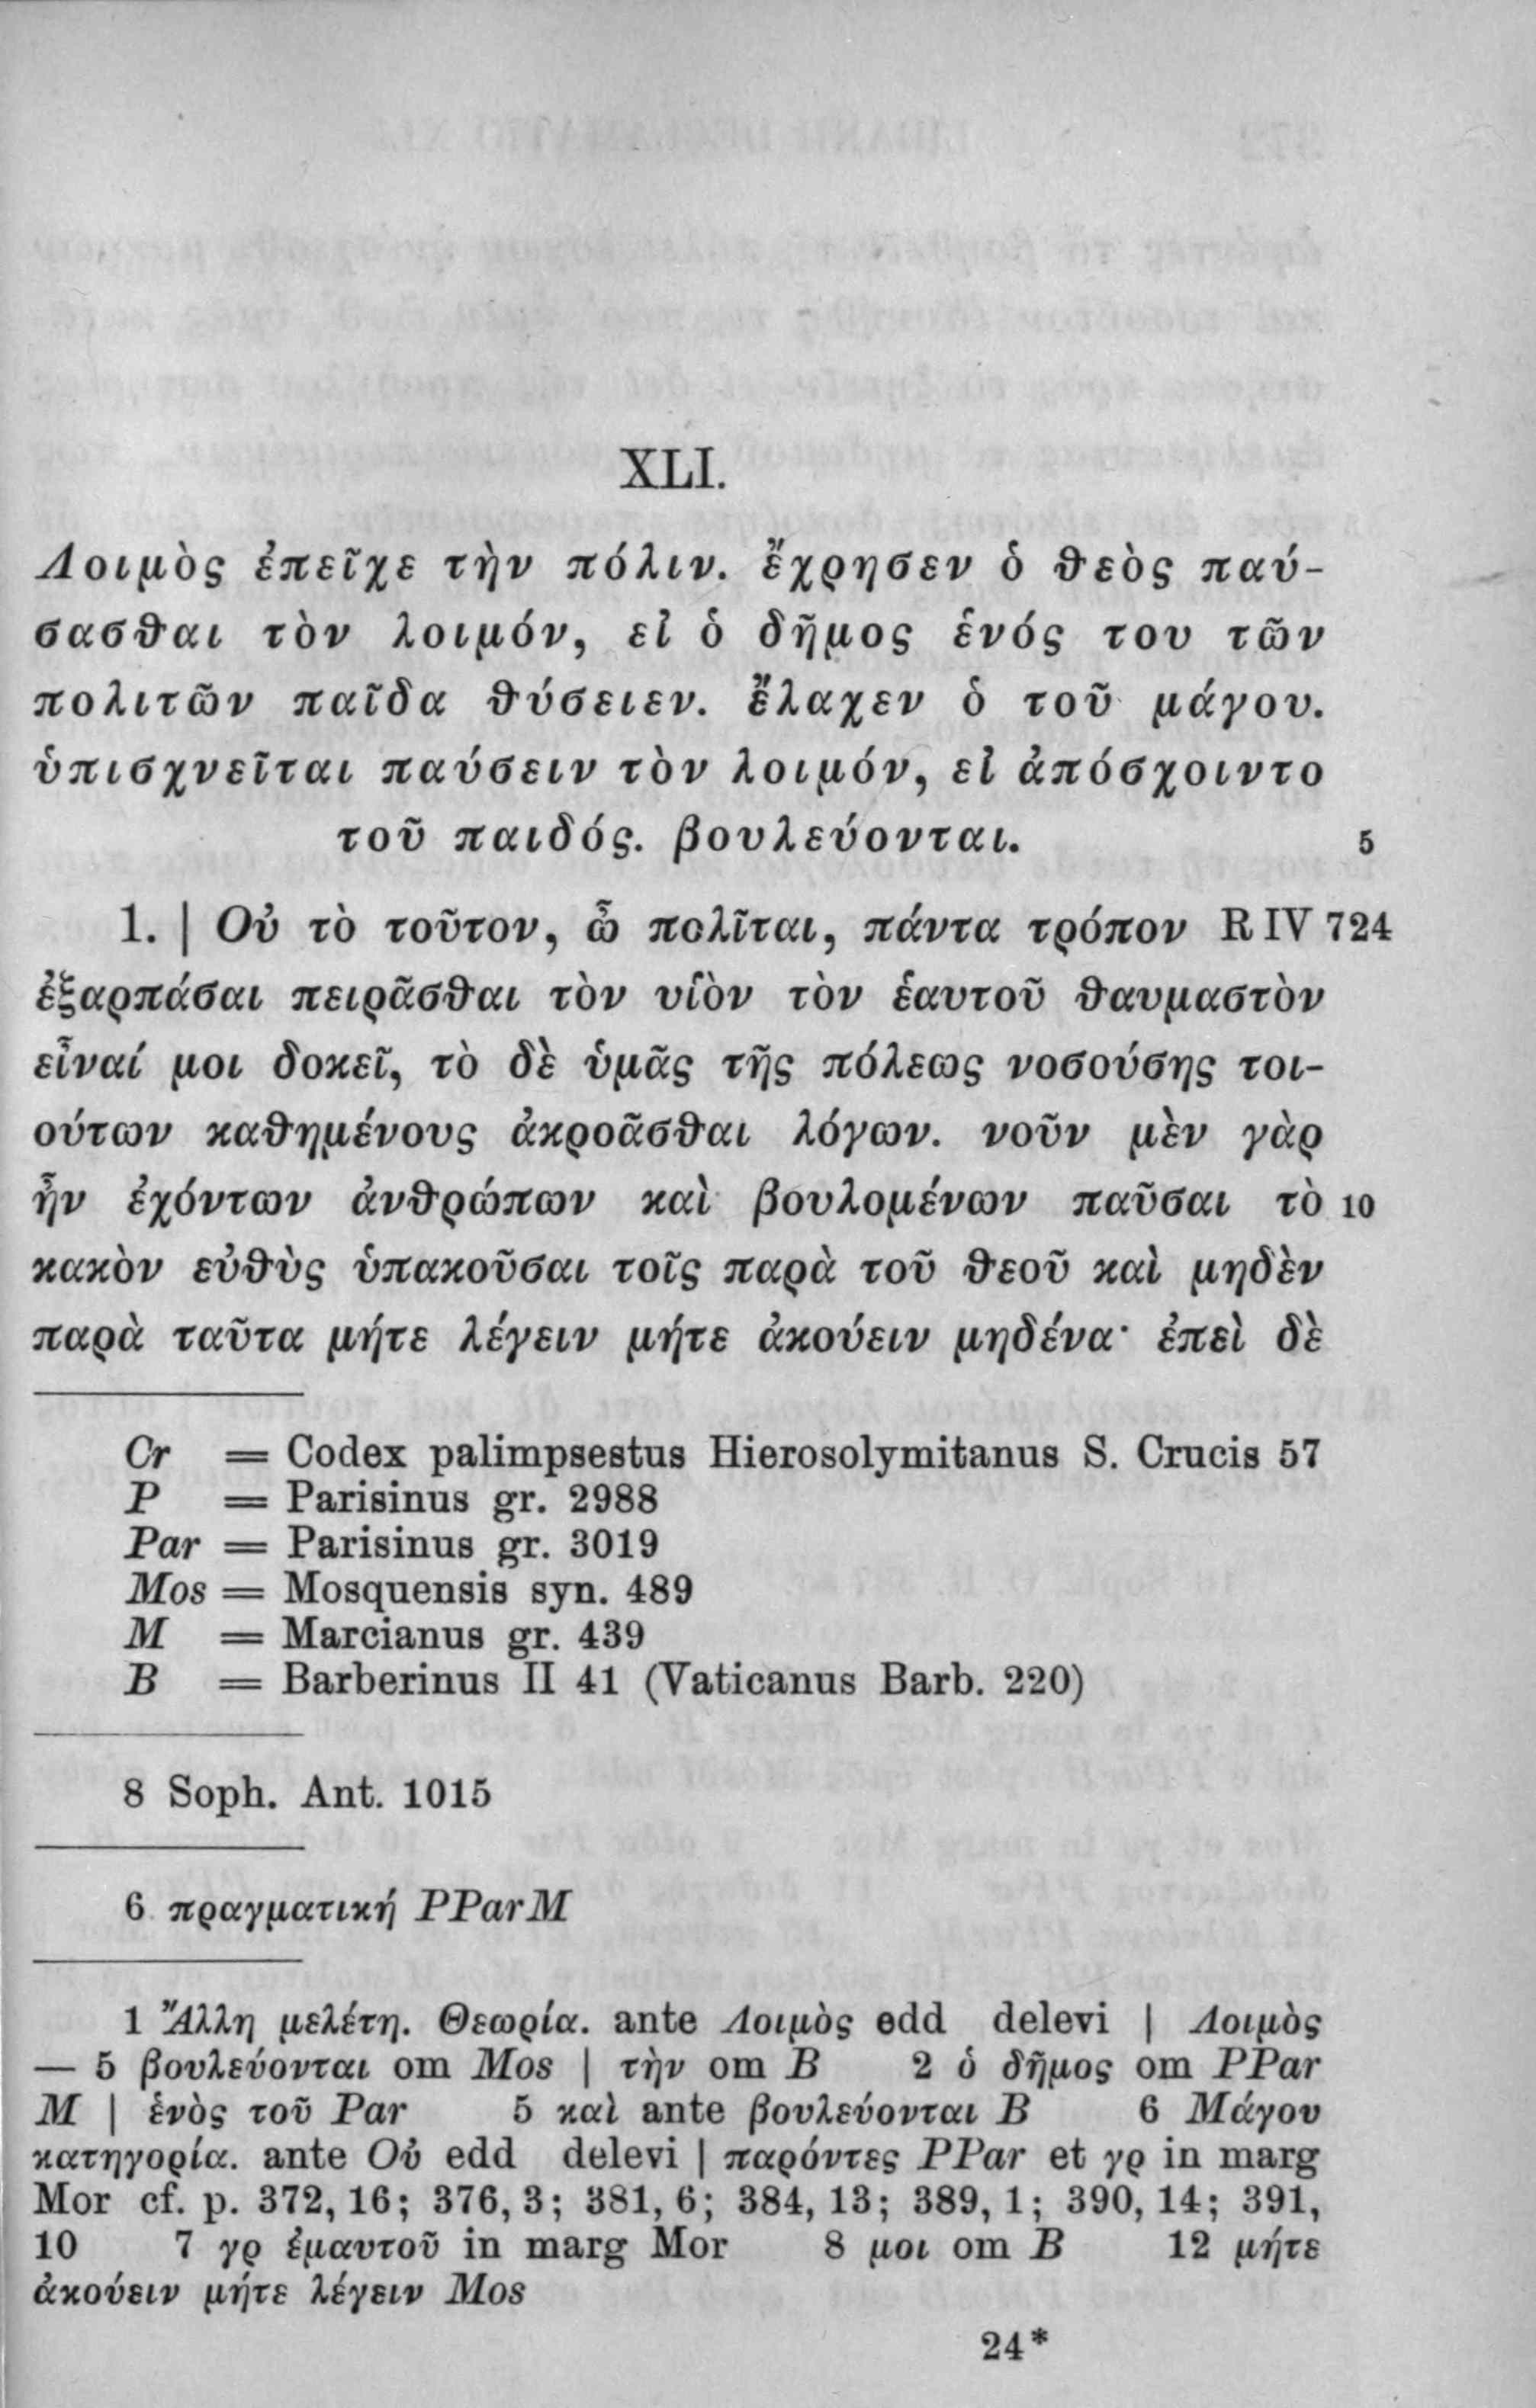 XLI.
Λοιμὸς ἐπεῖχε τὴν πόλιν. ἔχρησεν ὁ θεὸς παύ-
σασθαι τὸν λοιμόν, εἰ ὁ δῆμος ἑνός του τῶν
πολιτῶν παῖδα θύσειεν. ἔλαχεν ὁ τοῦ μάγου.
ὑπισχνεῖται παύσειν τὸν λοιμόν, εἰ ἀπόσχοιντο
τοῦ παιδός. βουλεύονται. 5
1. | Οὐ τὸ τοῦτον, ὦ πολῖται, πάντα τρόπον R IV 724
ἐξαρπάσαι πειρᾶσθαι τὸν υἱὸν τὸν ἑαυτοῦ θαυμαστὸν
εἶναί μοι δοκεῖ, τὸ δὲ ὑμᾶς τῆς πόλεως νοσούσης τοι-
ούτων καθημένους ἀκροᾶσθαι λόγων. νοῦν μὲν γὰρ
ἦν ἐχόντων ἀνθρώπων καὶ βουλομένων παῦσαι τὸ 10
κακὸν εὐθὺς ὑπακοῦσαι τοῖς παρὰ τοῦ θεοῦ καὶ μηδὲν
παρὰ ταῦτα μήτε λέγειν μήτε ἀκούειν μηδένα· ἐπεὶ δὲ
Cr = Codex palimpsestus Hierosolymitanus S. Crucis 57
P = Parisinus gr. 2988
Par = Parisinus gr. 3019
Mos = Mosquensis syn. 489
M = Marcianus gr. 439
B = Barberinus II 41 (Vaticanus Barb. 220)
8 Soph. Ant. 1015
6 πραγματική PParM
1 Ἄλλη μελέτη. Θεωρία. ante Λοιμὸς edd delevi | Λοιμὸς
— 5 βουλεύονται om Mos | τὴν om B 2 ὁ δῆμος om PPar
M | ἑνὸς τοῦ Par 5 καὶ ante βουλεύονται B 6 Μάγου
κατηγορία. ante Οὐ edd delevi | παρόντες PPar et γρ in marg
Mor cf. p. 372, 16; 376, 3; 381, 6; 384, 13; 389, 1; 390, 14; 391,
10 7 γρ ἐμαυτοῦ in marg Mor 8 μοι om B 12 μήτε
ἀκούειν μήτε λέγειν Mos
24*